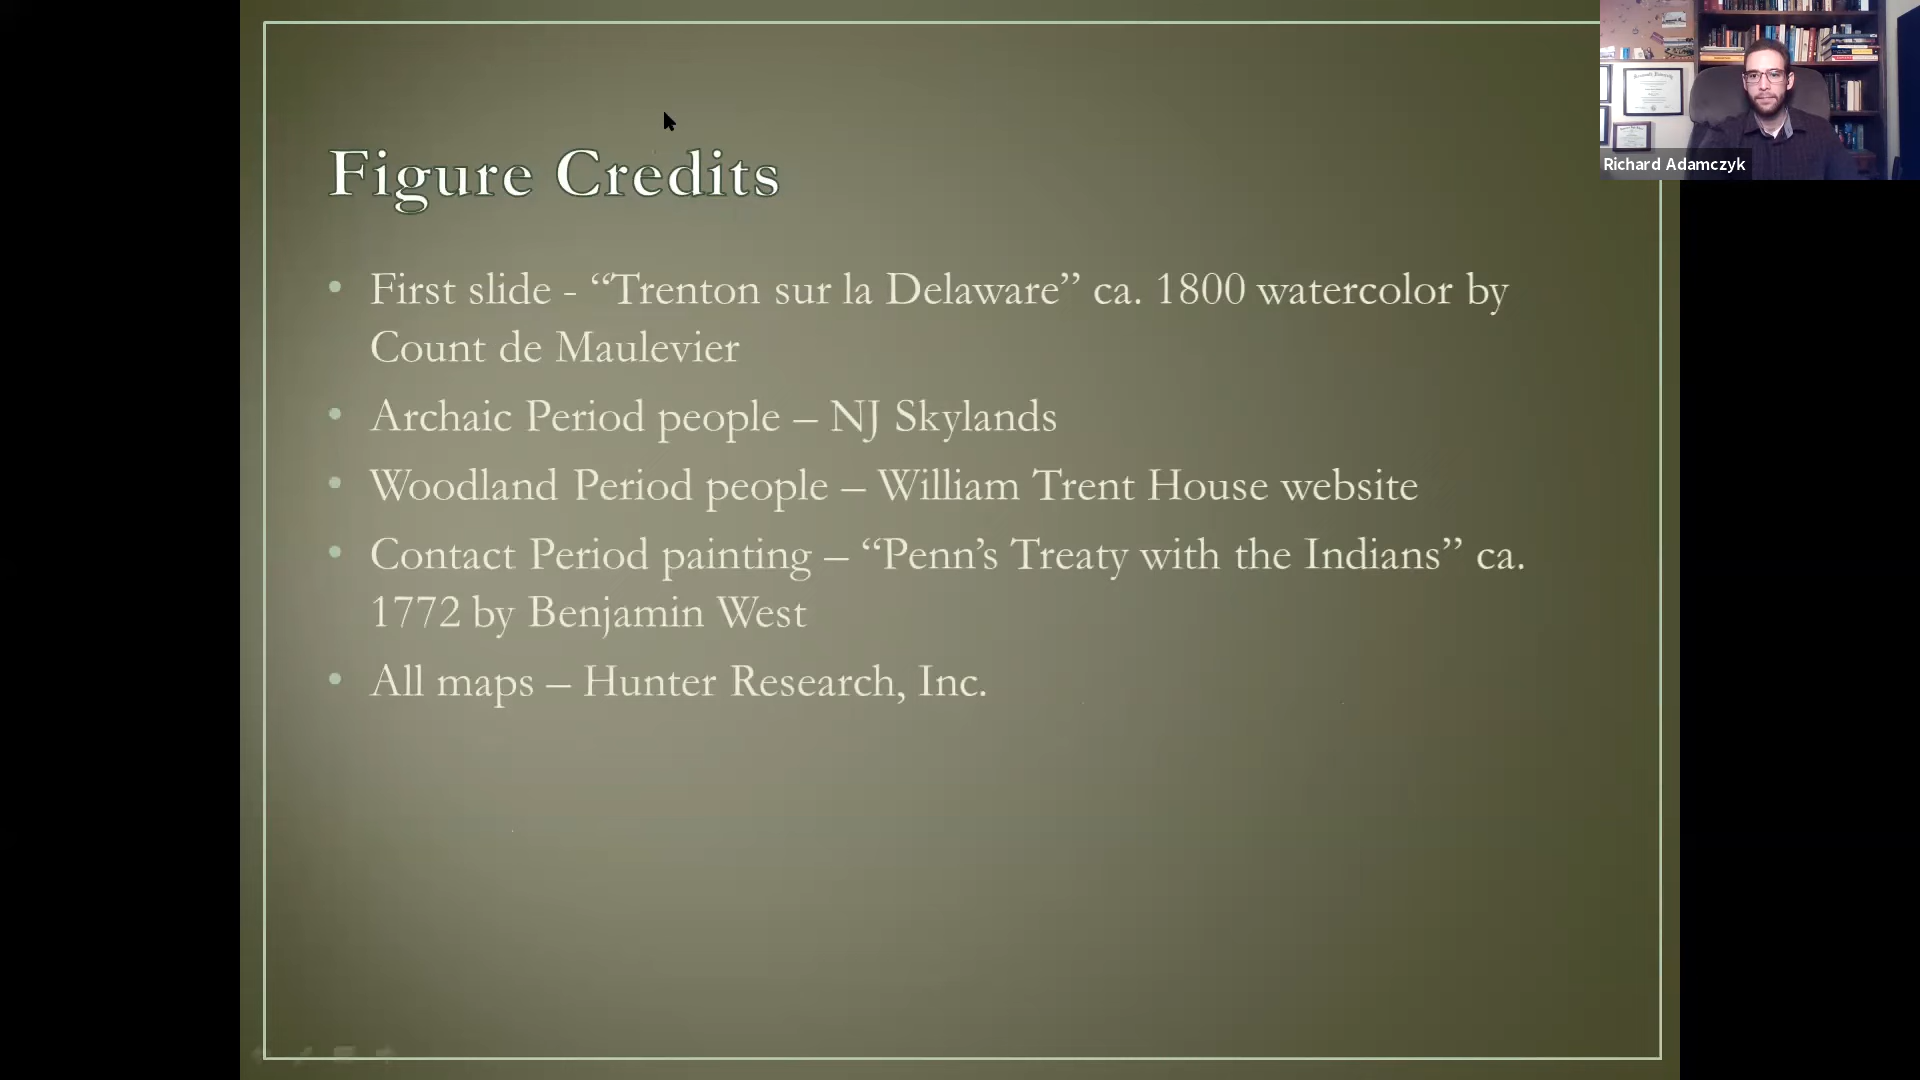 Figure Credits
First slide - “Trenton sur la Delaware” ca. 1800 watercolor by
Count de Maulevier
Archaic Period people – NJ Skylands
Woodland Period people – William Trent House website
Contact Period painting – “Penn’s Treaty with the Indians” ca.
1772 by Benjamin West
All maps – Hunter Research, Inc.
Richard Adamczyk